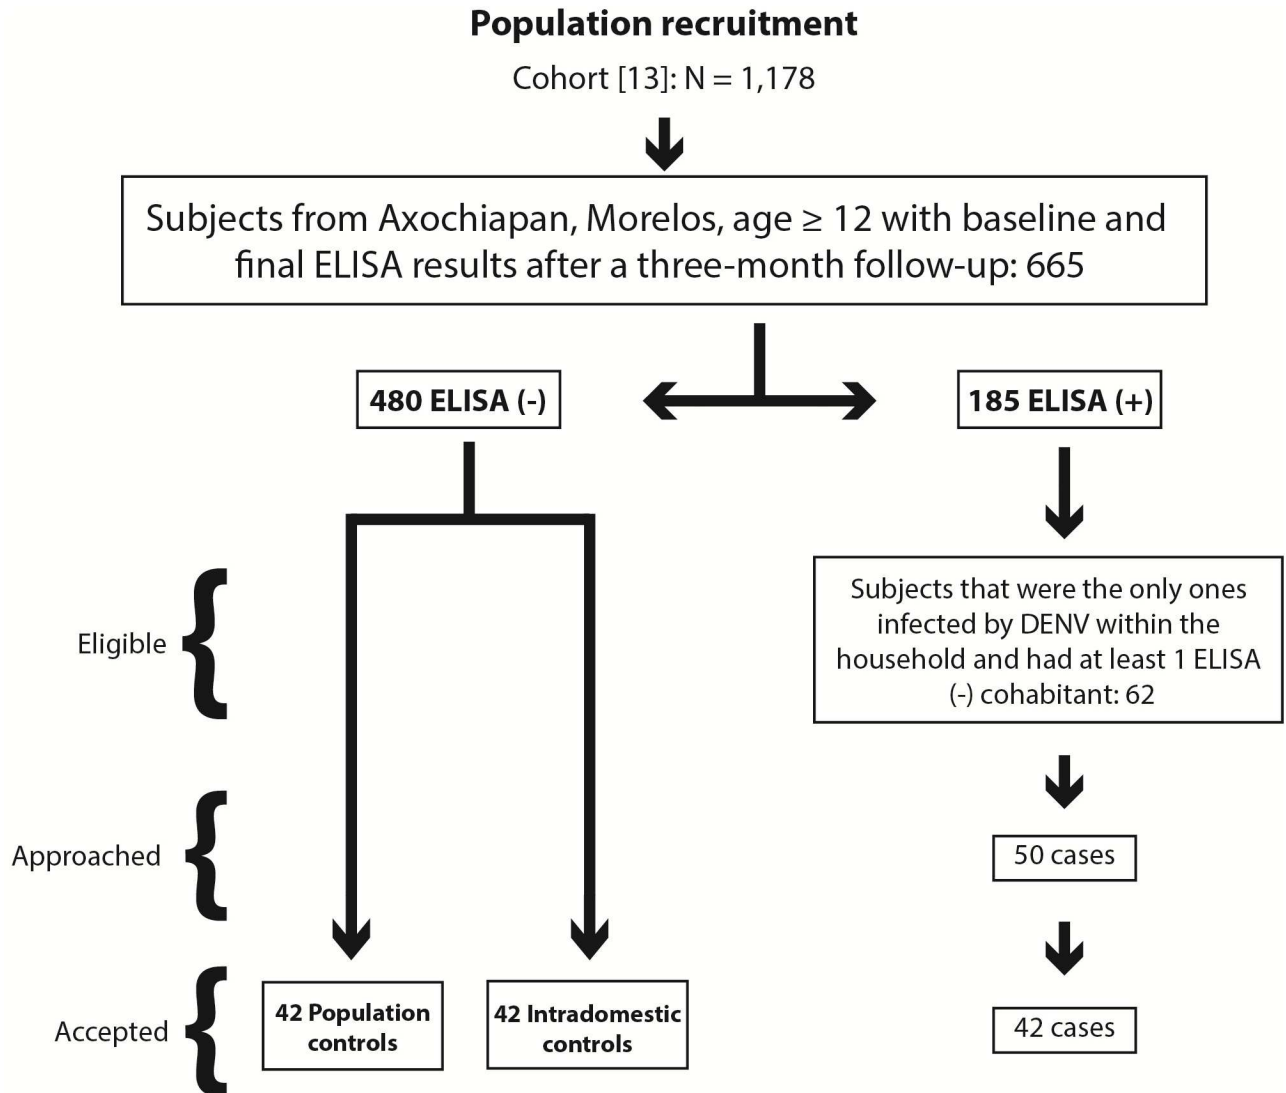 Population recruitment
Cohort [13]: N = 1,178
Subjects from Axochiapan, Morelos, age ≥ 12 with baseline and
final ELISA results after a three-month follow-up: 665
480 ELISA (-)
185 ELISA (+)
Eligible
Subjects that were the only ones
infected by DENV within the
household and had at least 1 ELISA
(-) cohabitant: 62
Approached
50 cases
Accepted
42 Population
controls
42 Intradomestic
controls
42 cases